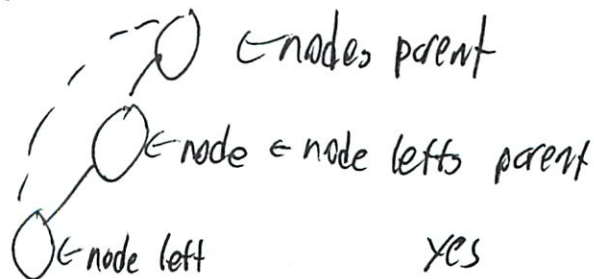 ← nodes parent
← node ← node lefts parent
← node left yes